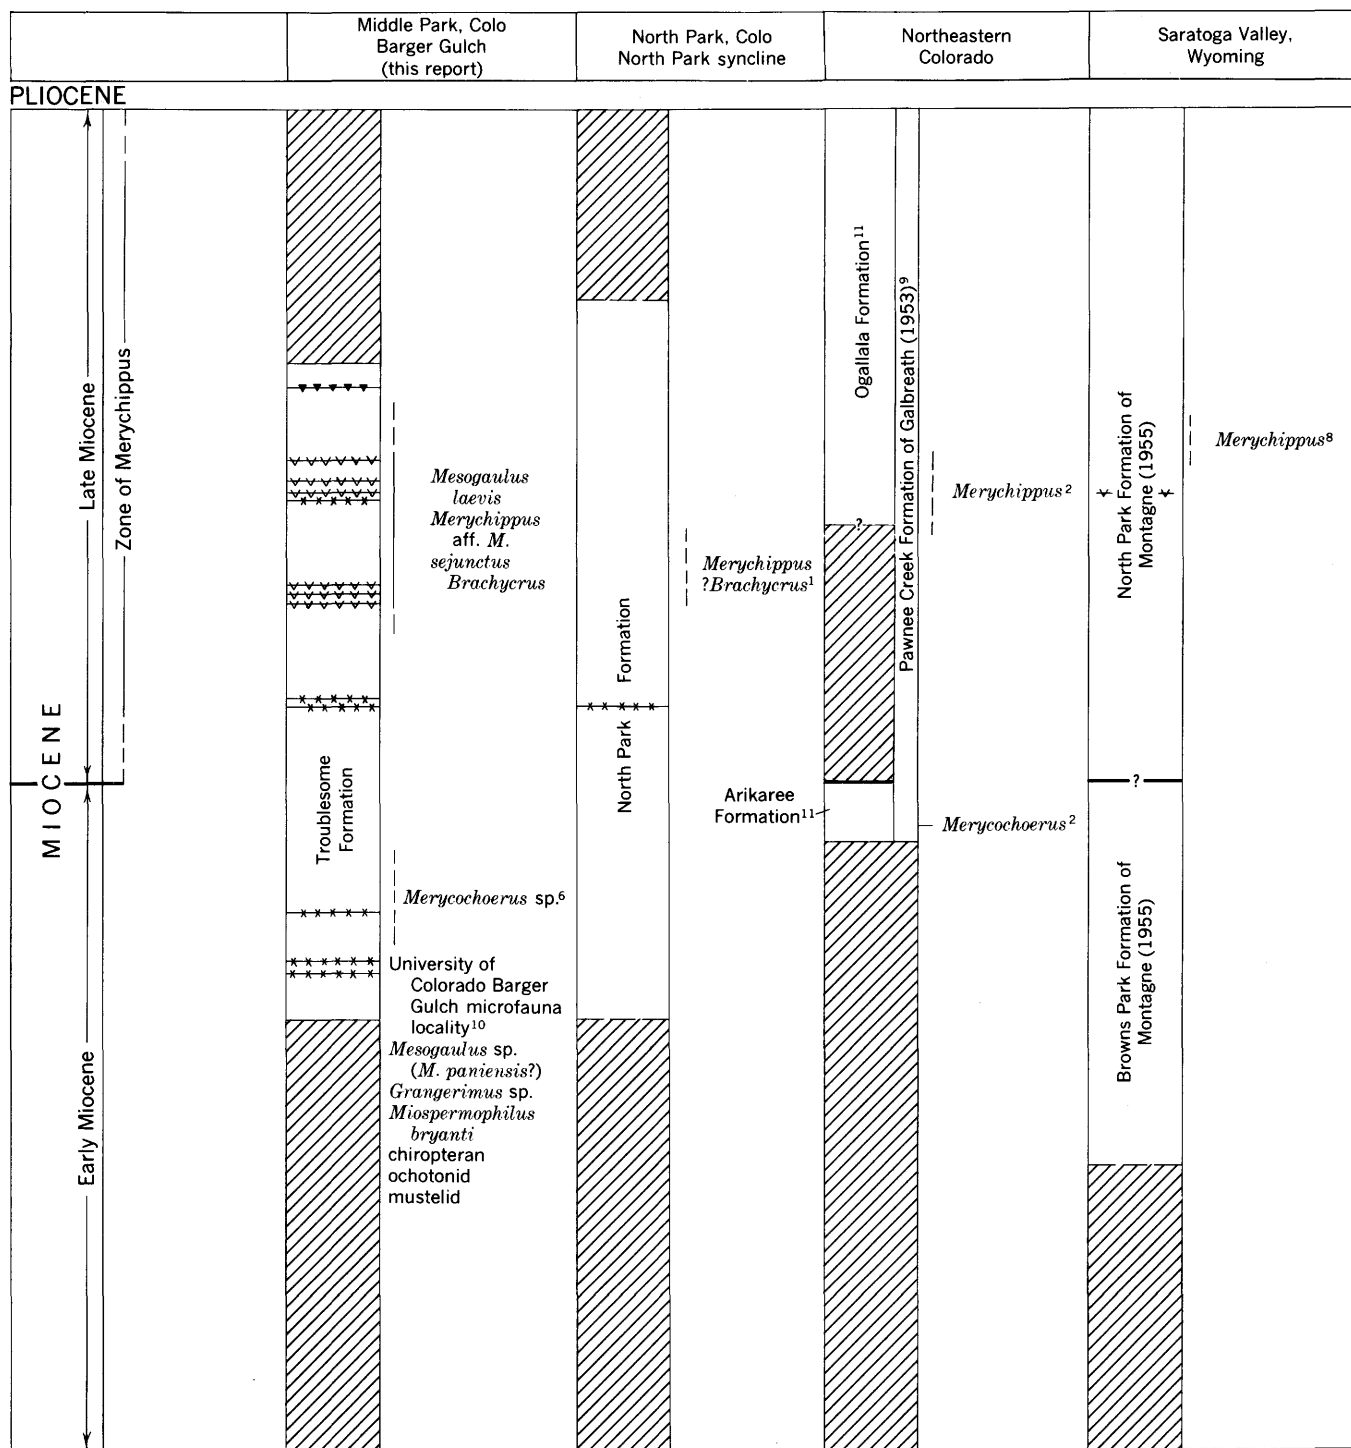 Middle Park, Colo
Barger Gulch
(this report)
North Park, Colo
North Park syncline
Northeastern
Colorado
Saratoga Valley,
Wyoming
PLIOCENE
MIOCENE
Late Miocene
Early Miocene
Zone of Merychippus
Troublesome
Formation
Mesogaulus
laevis
Merychippus
aff. M.
sejunctus
Brachycrus
Merycochoerus sp.⁶
University of
Colorado Barger
Gulch microfauna
locality¹⁰
Mesogaulus sp.
(M. paniensis?)
Grangerimus sp.
Miospermophilus
bryanti
chiropteran
ochotonid
mustelid
North Park Formation
Merychippus
?Brachycrus¹
Ogallala Formation¹¹
?
Arikaree
Formation¹¹
Pawnee Creek Formation of Galbreath (1953)⁹
Merychippus²
Merycochoerus²
North Park Formation of
Montagne (1955)
?
Browns Park Formation of
Montagne (1955)
Merychippus⁸